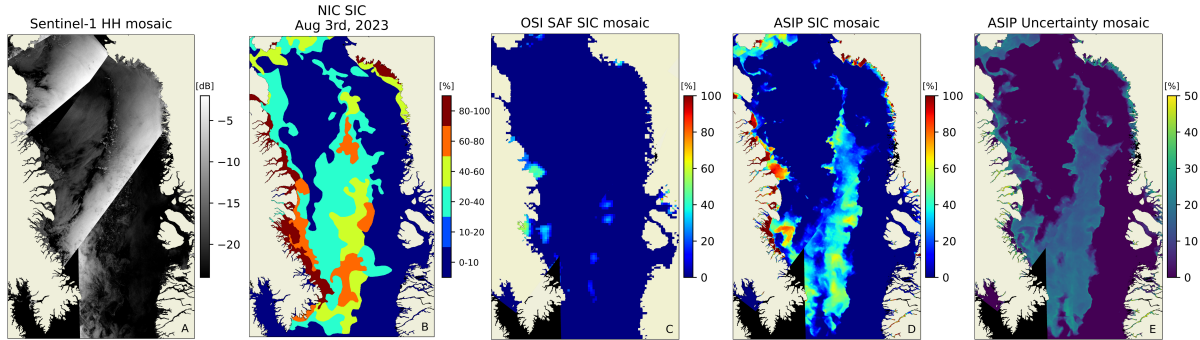 Sentinel-1 HH mosaic
[dB]
−5
−10
−15
−20
A
NIC SIC
Aug 3rd, 2023
[%]
80-100
60-80
40-60
20-40
10-20
0-10
B
OSI SAF SIC mosaic
[%]
100
80
60
40
20
0
C
ASIP SIC mosaic
[%]
100
80
60
40
20
0
D
ASIP Uncertainty mosaic
[%]
50
40
30
20
10
0
E